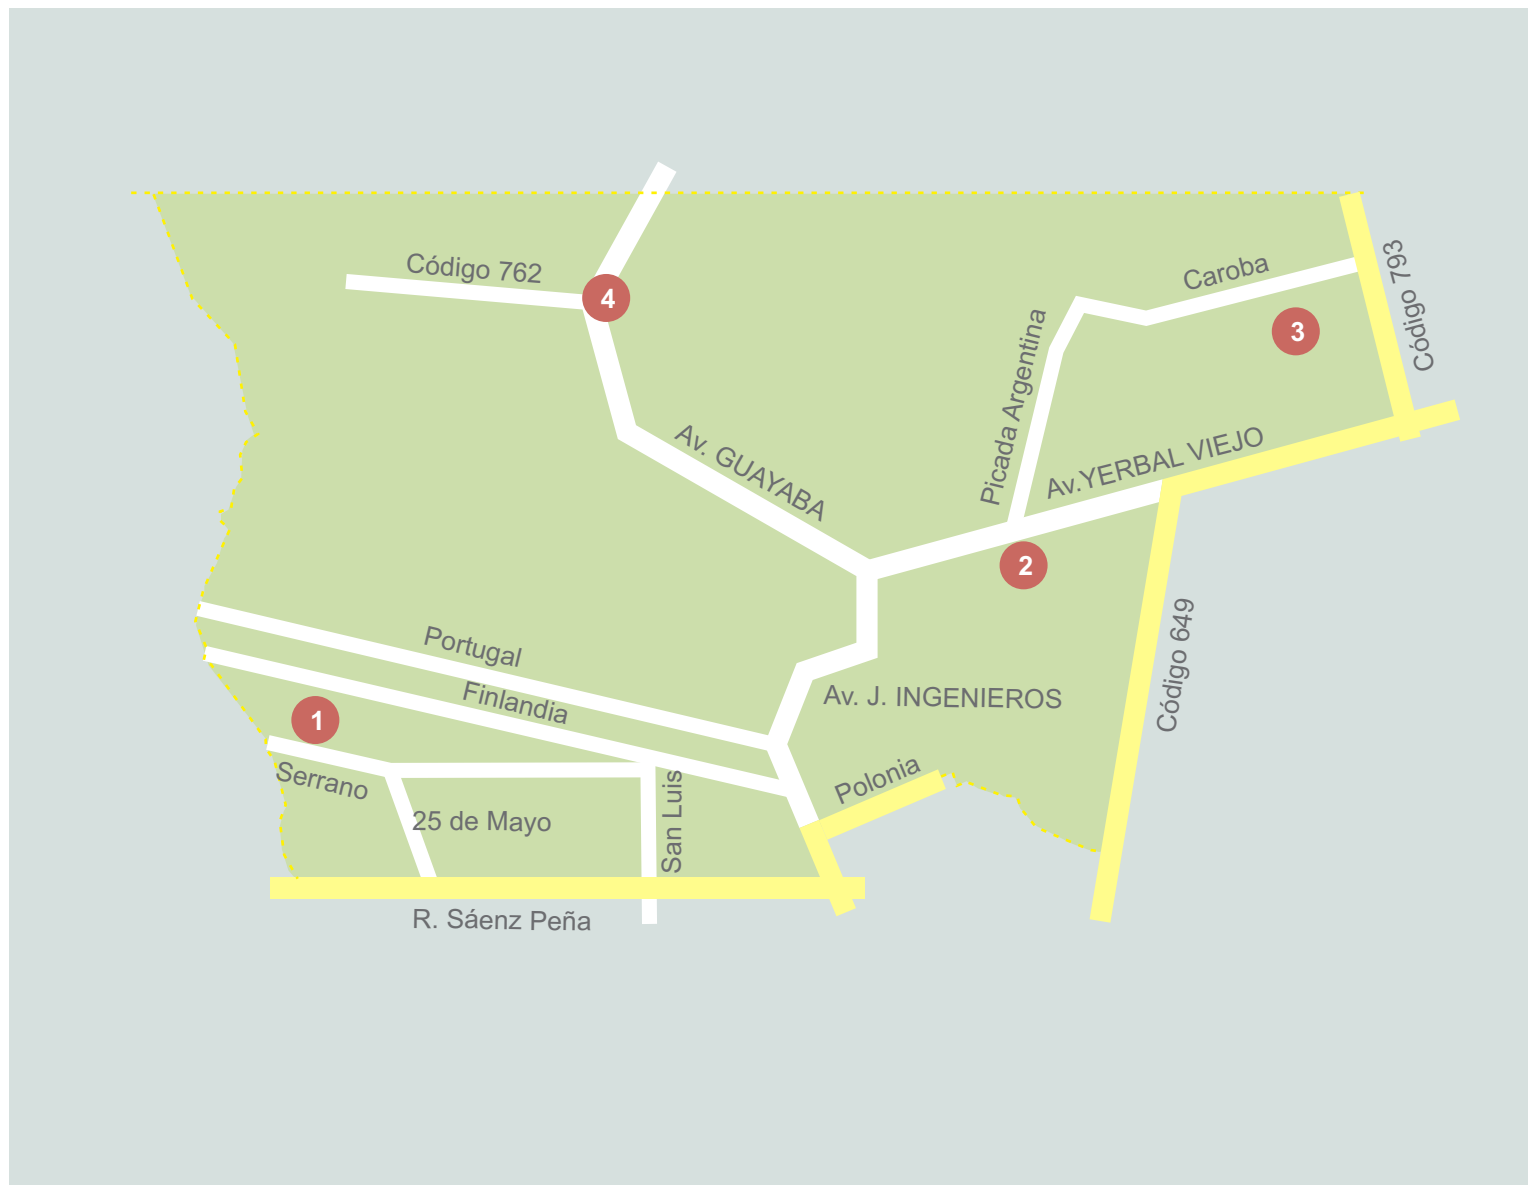 Código 762
4
Caroba
Código 793
3
Picada Argentina
Av. GUAYABA
Av.YERBAL VIEJO
2
Portugal
Código 649
Finlandia
Av. J. INGENIEROS
1
Serrano
Polonia
25 de Mayo
San Luis
R. Sáenz Peña